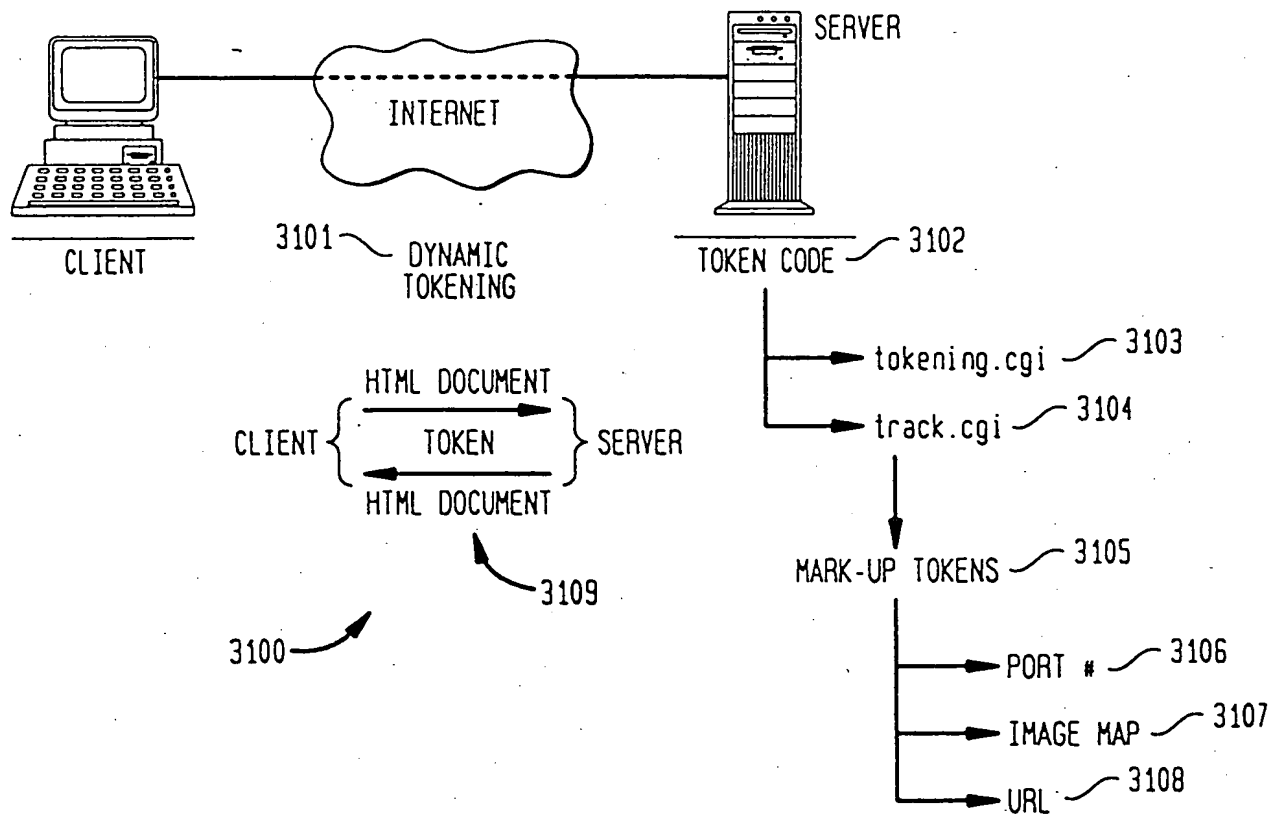 SERVER
INTERNET
CLIENT
3101
DYNAMIC
TOKENING
TOKEN CODE
3102
tokening.cgi
3103
track.cgi
3104
HTML DOCUMENT
CLIENT
TOKEN
SERVER
HTML DOCUMENT
3109
3100
MARK-UP TOKENS
3105
PORT #
3106
IMAGE MAP
3107
URL
3108